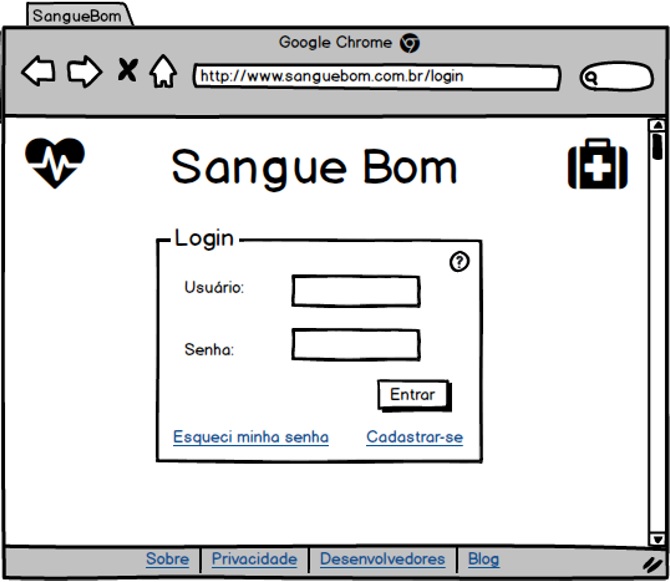 SangueBom
Google Chrome
http://www.sanguebom.com.br/login
Sangue Bom
Login
?
Usuário:
Senha:
Entrar
Esqueci minha senha Cadastrar-se
Sobre Privacidade Desenvolvedores Blog